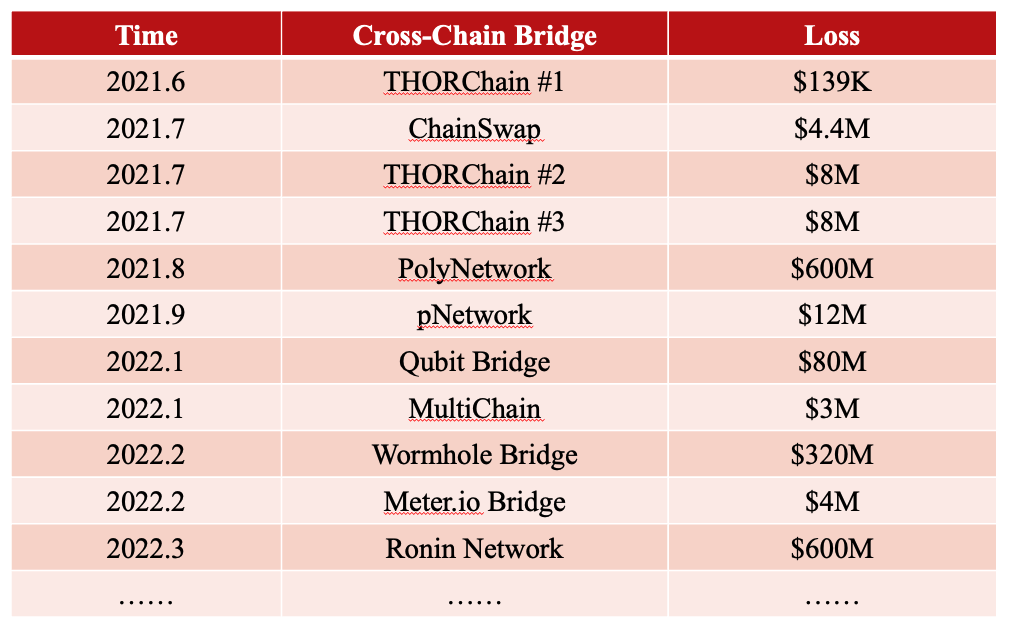 Time Cross-Chain Bridge Loss
2021.6 THORChain #1 $139K
2021.7 ChainSwap $4.4M
2021.7 THORChain #2 $8M
2021.7 THORChain #3 $8M
2021.8 PolyNetwork $600M
2021.9 pNetwork $12M
2022.1 Qubit Bridge $80M
2022.1 MultiChain $3M
2022.2 Wormhole Bridge $320M
2022.2 Meter.io Bridge $4M
2022.3 Ronin Network $600M
…… …… ……